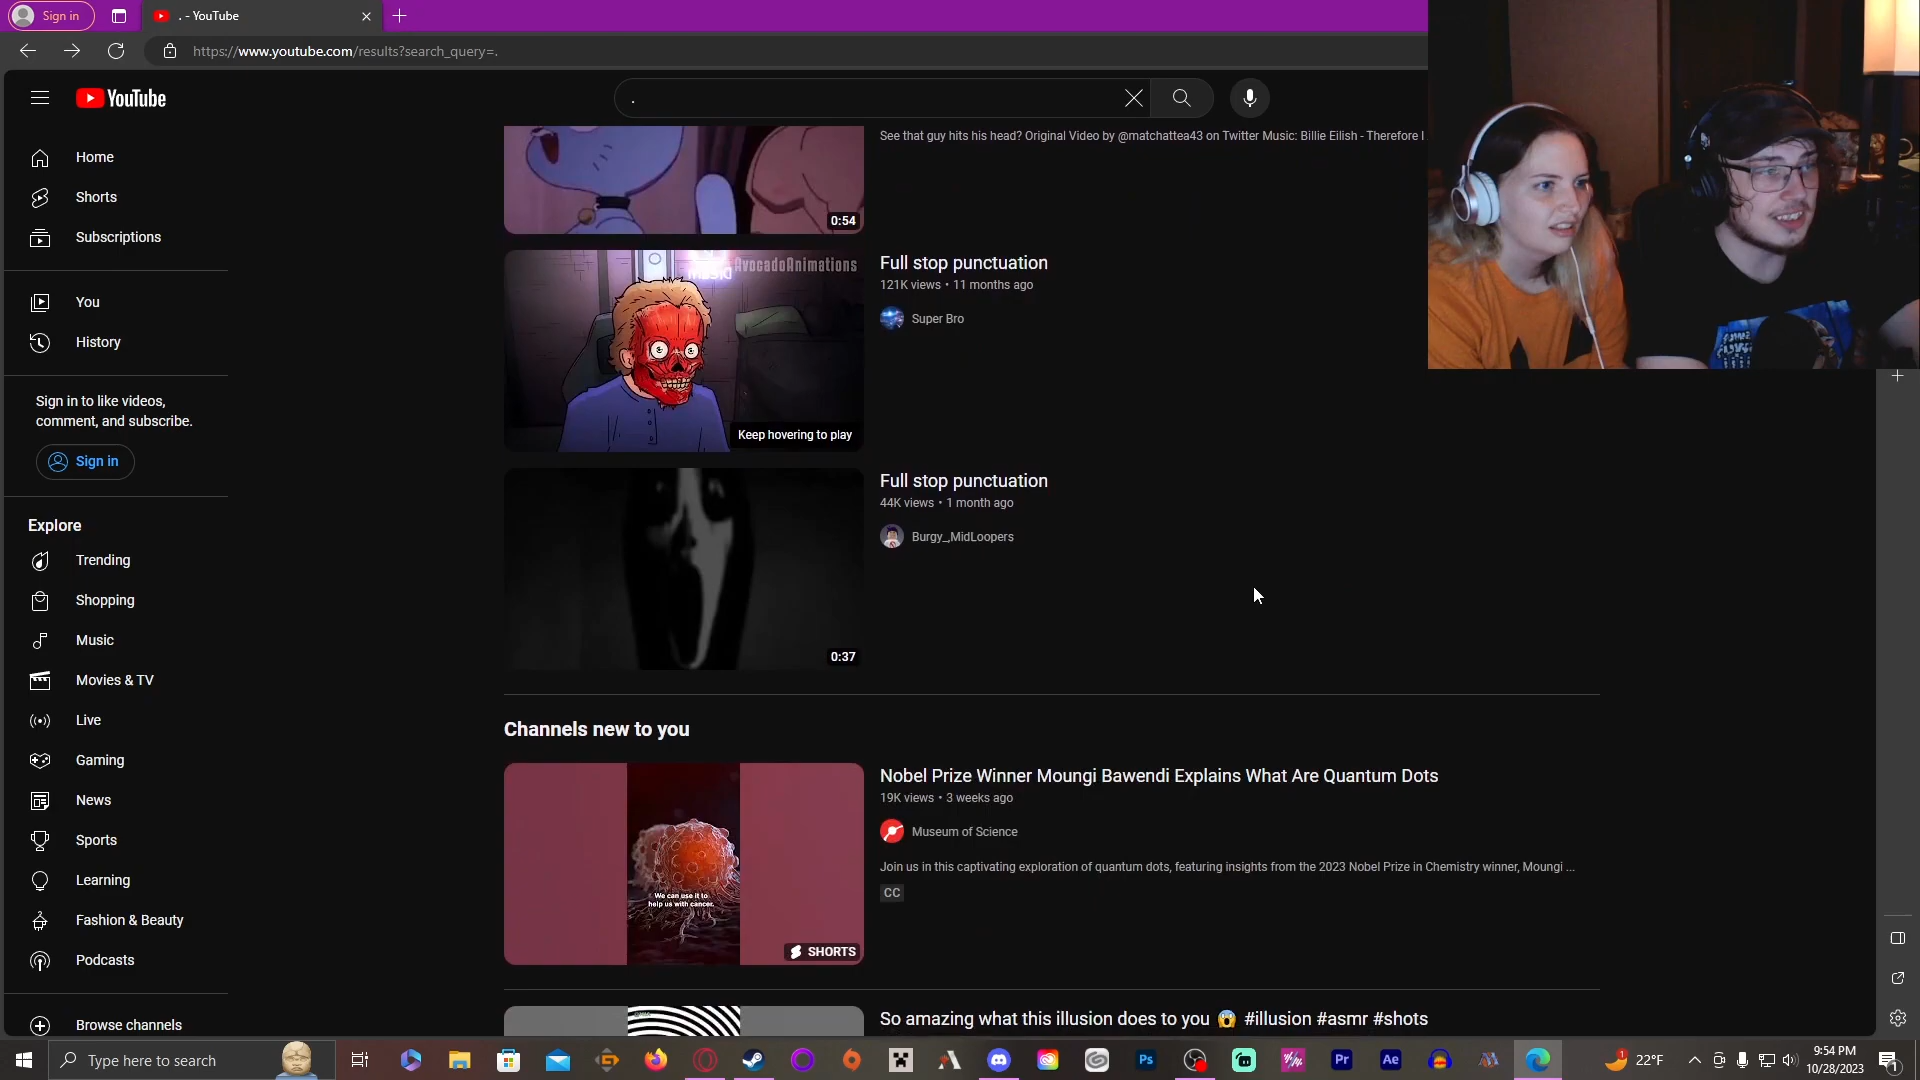 Sign in
. - YouTube
https://www.youtube.com/results?search_query=.
YouTube
.
Home
Shorts
Subscriptions
You
History
Sign in to like videos,
comment, and subscribe.
Sign in
Explore
Trending
Shopping
Music
Movies & TV
Live
Gaming
News
Sports
Learning
Fashion & Beauty
Podcasts
Browse channels
See that guy hits his head? Original Video by @matchattea43 on Twitter Music: Billie Eilish - Therefore I
0:54
AvocadoAnimations
Keep hovering to play
Full stop punctuation
121K views • 11 months ago
Super Bro
Full stop punctuation
44K views • 1 month ago
Burgy_,MidLoopers
0:37
Channels new to you
We can use it to
help us with cancer.
SHORTS
Nobel Prize Winner Moungi Bawendi Explains What Are Quantum Dots
19K views • 3 weeks ago
Museum of Science
Join us in this captivating exploration of quantum dots, featuring insights from the 2023 Nobel Prize in Chemistry winner, Moungi ...
CC
So amazing what this illusion does to you 😱 #illusion #asmr #shots
Type here to search
Ps
Pr
Ae
22°F
9:54 PM
10/28/2023
1